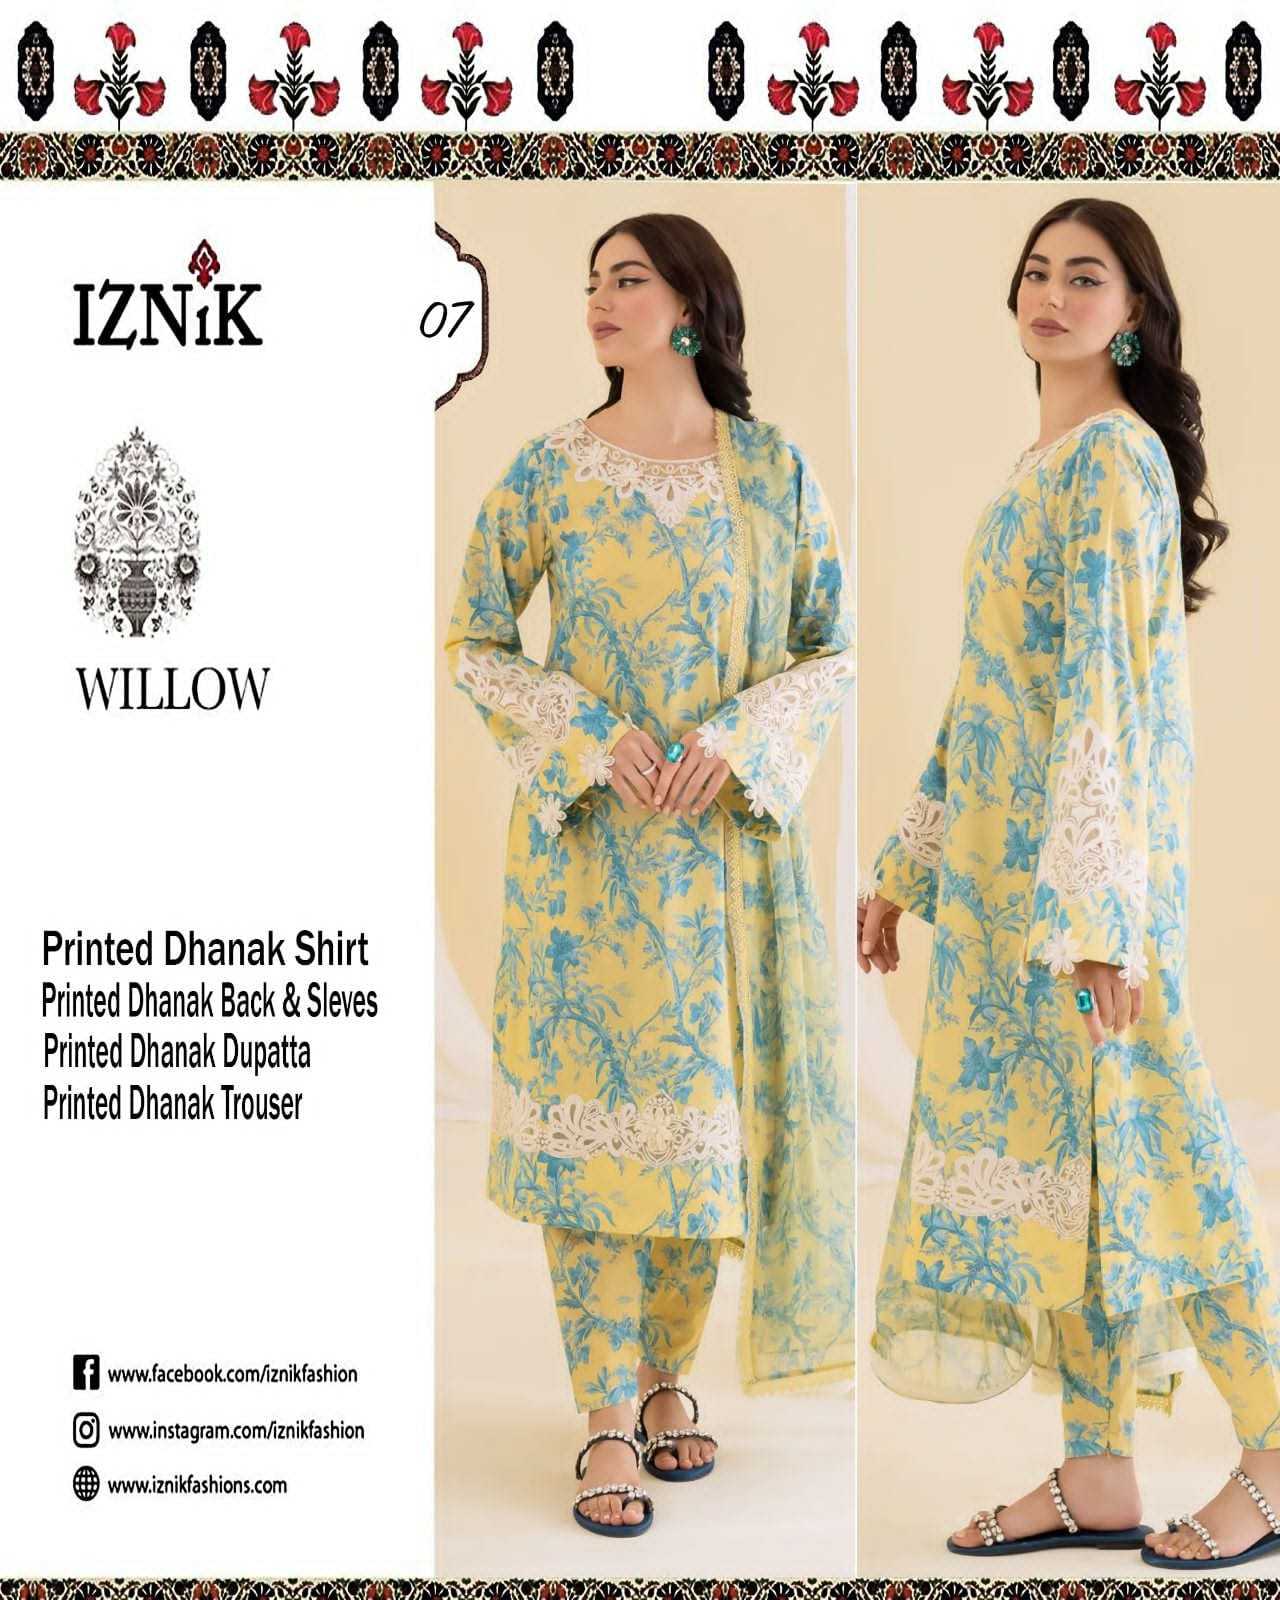 IZNiK
07
WILLOW
Printed Dhanak Shirt
Printed Dhanak Back & Sleves
Printed Dhanak Dupatta
Printed Dhanak Trouser
www.facebook.com/iznikfashion
www.instagram.com/iznikfashion
www.iznikfashions.com